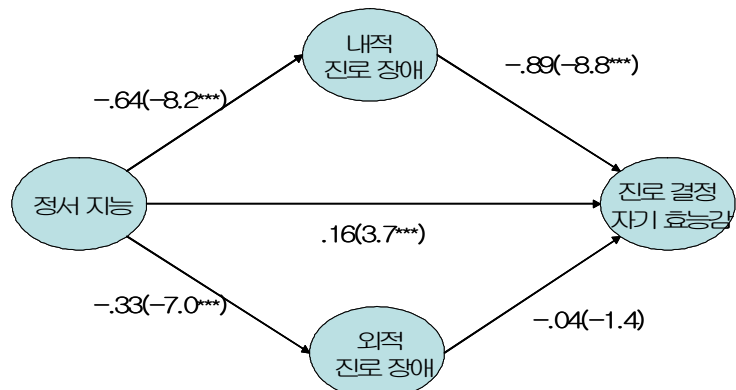 내적
진로 장애
-.89(-8.8***)
-.64(-8.2***)
정서 지능
진로 결정
자기 효능감
.16(3.7***)
-.33(-7.0***)
-.04(-1.4)
외적
진로 장애